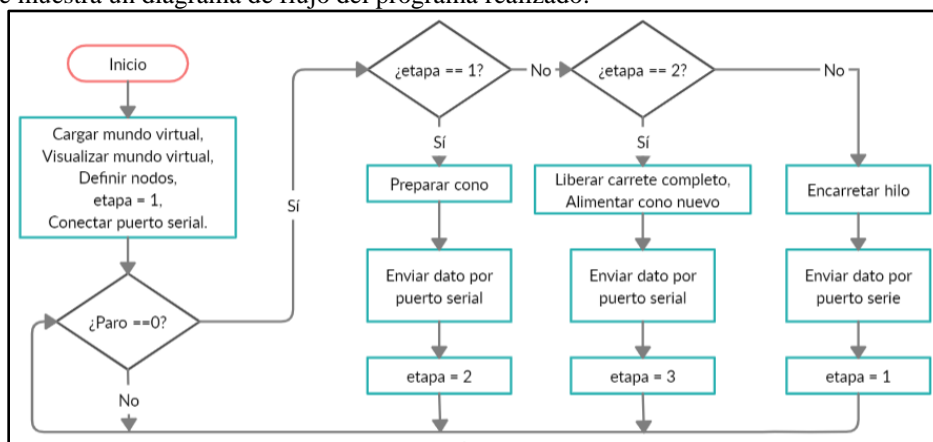 e muestra un diagrama de flujo del programa realizado.
Inicio
Cargar mundo virtual,
Visualizar mundo virtual,
Definir nodos,
etapa = 1,
Conectar puerto serial.
¿Paro ==0?
No
Sí
¿etapa == 1?
No
Sí
Preparar cono
Enviar dato por
puerto serial
etapa = 2
¿etapa == 2?
No
Sí
Liberar carrete completo,
Alimentar cono nuevo
Enviar dato por
puerto serial
etapa = 3
Encarretar hilo
Enviar dato por
puerto serie
etapa = 1